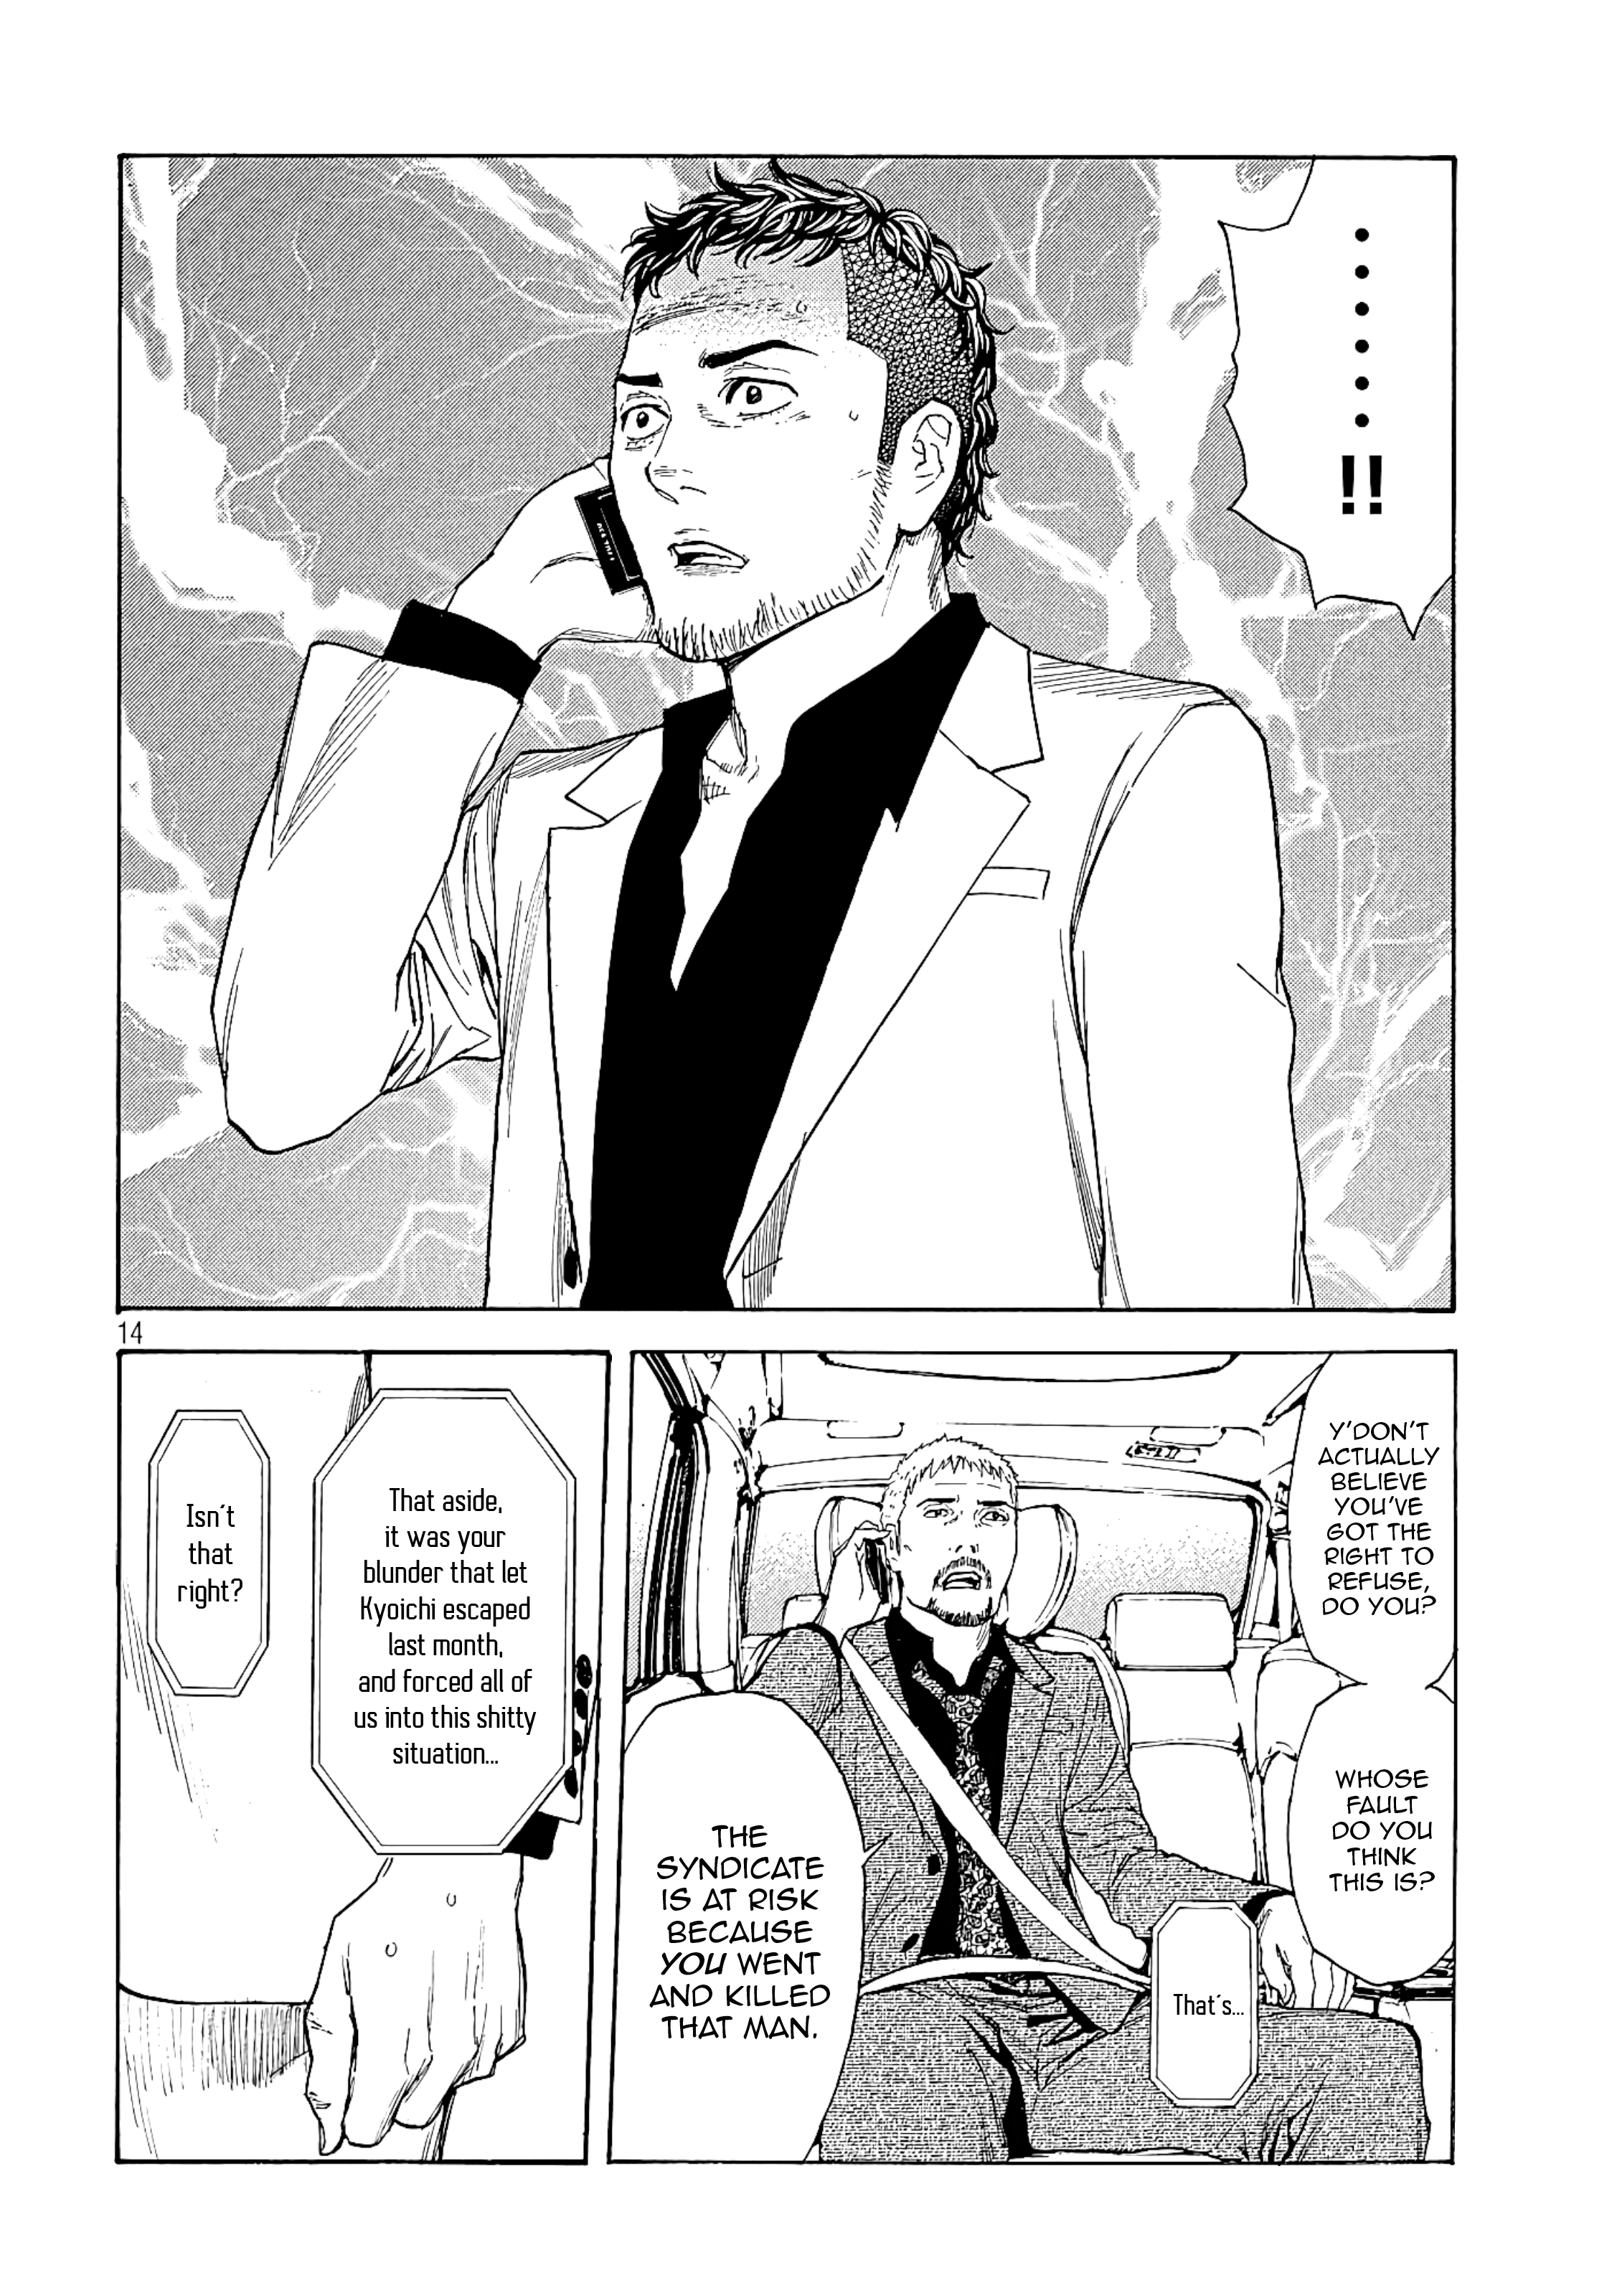 ......
!!
14
Y'DON'T
ACTUALLY
BELIEVE
YOU'VE
GOT THE
RIGHT TO
REFUSE,
DO YOU?
WHOSE
FAULT
DO YOU
THINK
THIS IS?
That's...
THE
SYNDICATE
IS AT RISK
BECAUSE
YOU WENT
AND KILLED
THAT MAN.
That aside,
it was your
blunder that let
Kyoichi escaped
last month,
and forced all of
us into this shitty
situation...
Isn't
that
right?